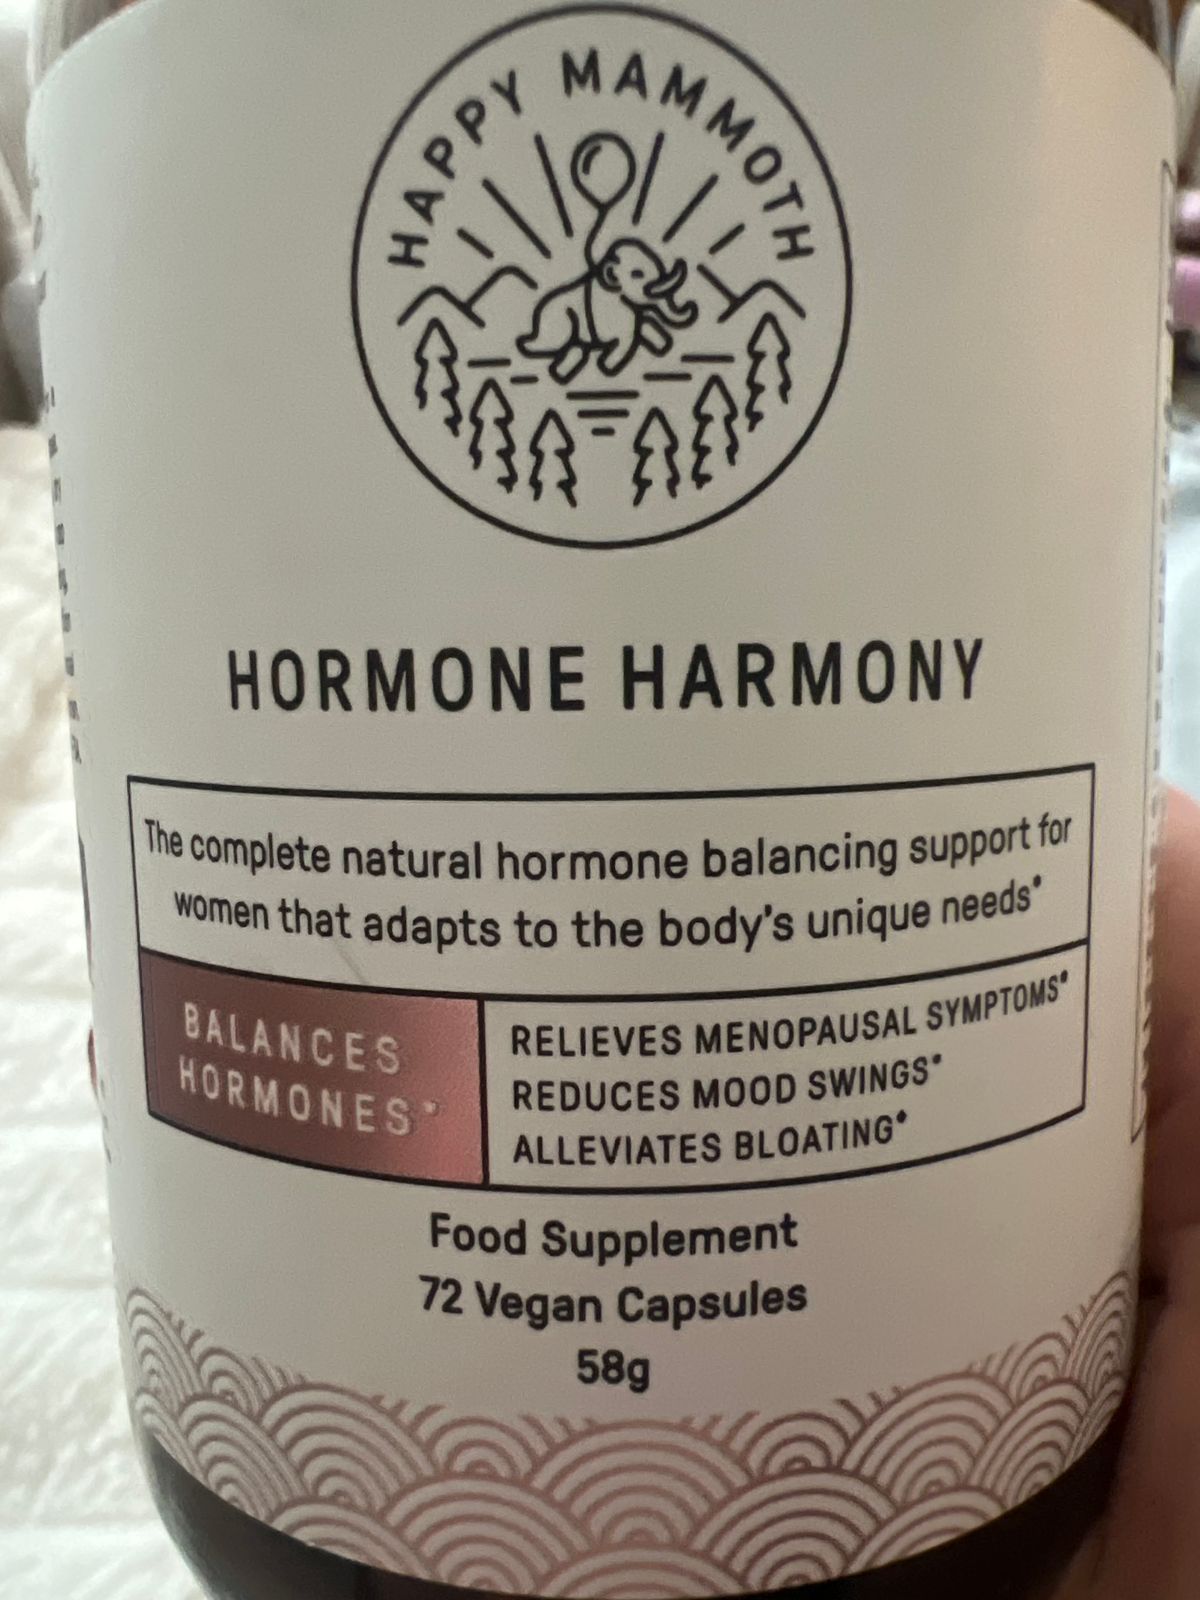 HAPPY MAMMOTH
HORMONE HARMONY
The complete natural hormone balancing support for
women that adapts to the body's unique needs*
BALANCES
HORMONES*
RELIEVES MENOPAUSAL SYMPTOMS*
REDUCES MOOD SWINGS*
ALLEVIATES BLOATING*
Food Supplement
72 Vegan Capsules
58g